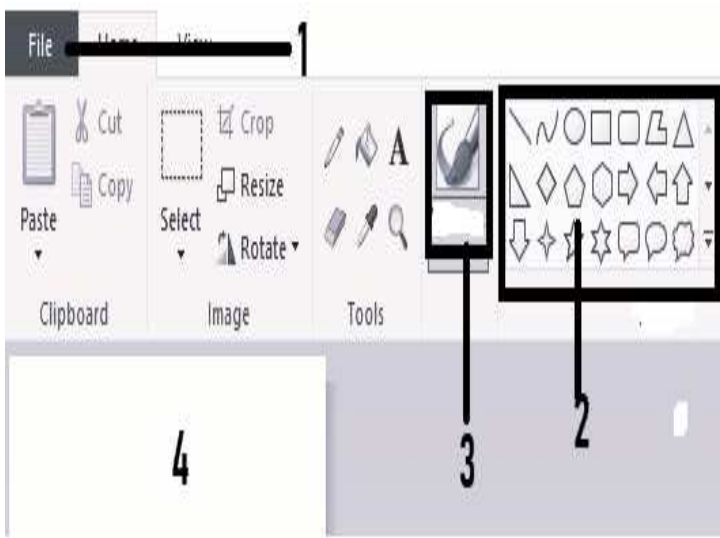 File 1
Cut
Copy
Paste
Clipboard
Crop
Resize
Rotate
Select
Image
A
Tools
4
3
2